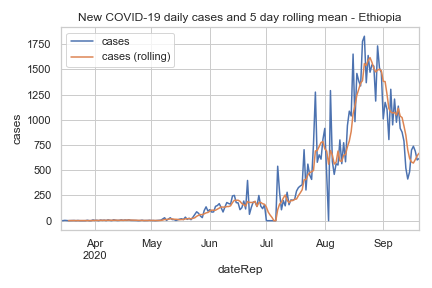 New COVID-19 daily cases and 5 day rolling mean - Ethiopia
cases
cases (rolling)
1750
1500
1250
1000
750
500
250
0
cases
Apr
2020
May
Jun
Jul
Aug
Sep
dateRep